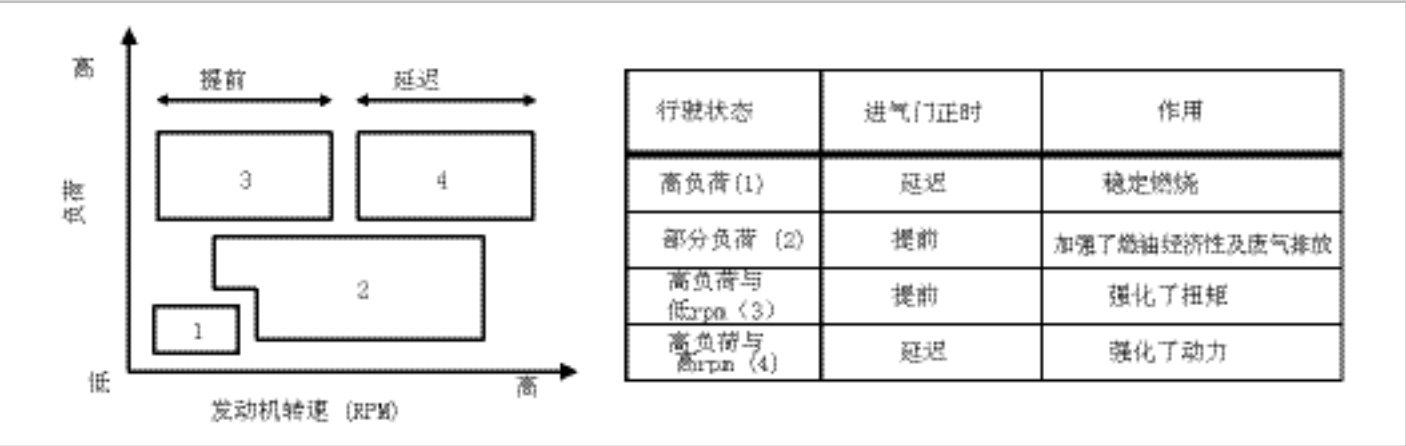 高
提前
延迟
3
4
负荷
2
1
低
高
发动机转速 (RPM)
行驶状态 进气门正时 作用
高负荷(1) 延迟 稳定燃烧
部分负荷 (2) 提前 加强了燃油经济性及废气排放
高负荷与
低rpm (3) 提前 强化了扭矩
高负荷与
高rpm (4) 延迟 强化了动力